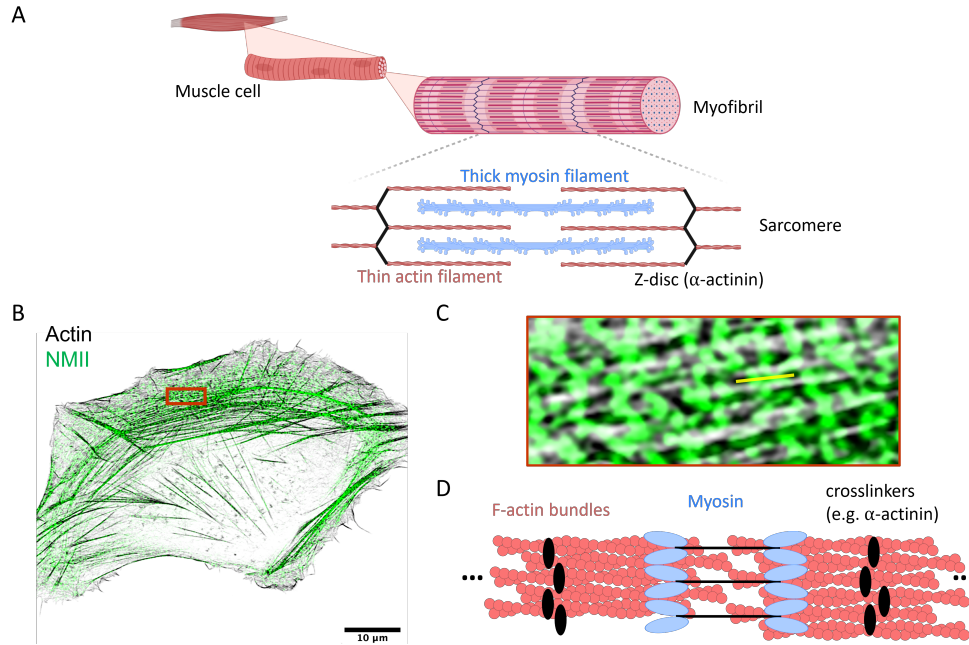 A
Muscle cell
Myofibril
Thick myosin filament
Sarcomere
Thin actin filament
Z-disc (α-actinin)
B
Actin
NMII
10 μm
C
D
F-actin bundles
Myosin
crosslinkers
(e.g. α-actinin)
...
..